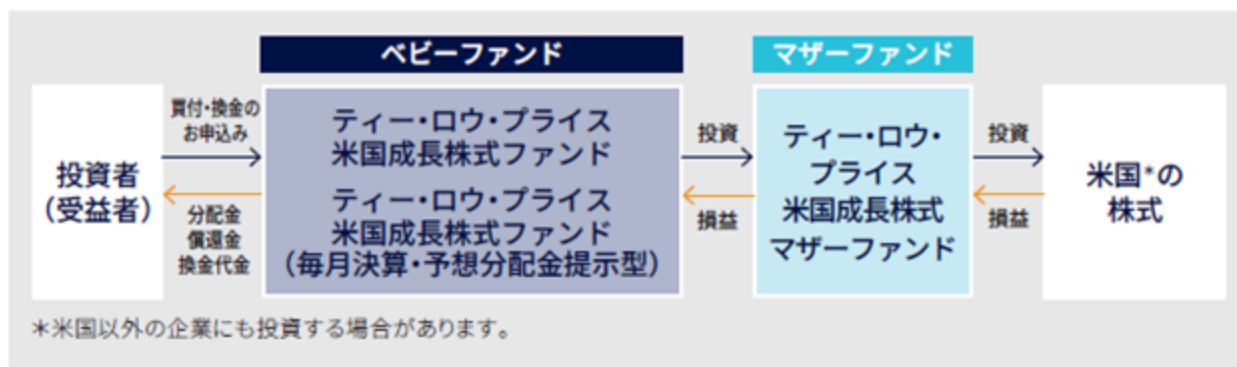 ベビーファンド
マザーファンド
投資者
（受益者）
買付・換金の
お申込み
分配金
償還金
換金代金
ティー・ロウ・プライス
米国成長株式ファンド
ティー・ロウ・プライス
米国成長株式ファンド
（毎月決算・予想分配金提示型）
投資
損益
ティー・ロウ・
プライス
米国成長株式
マザーファンド
投資
損益
米国*の
株式
＊米国以外の企業にも投資する場合があります。